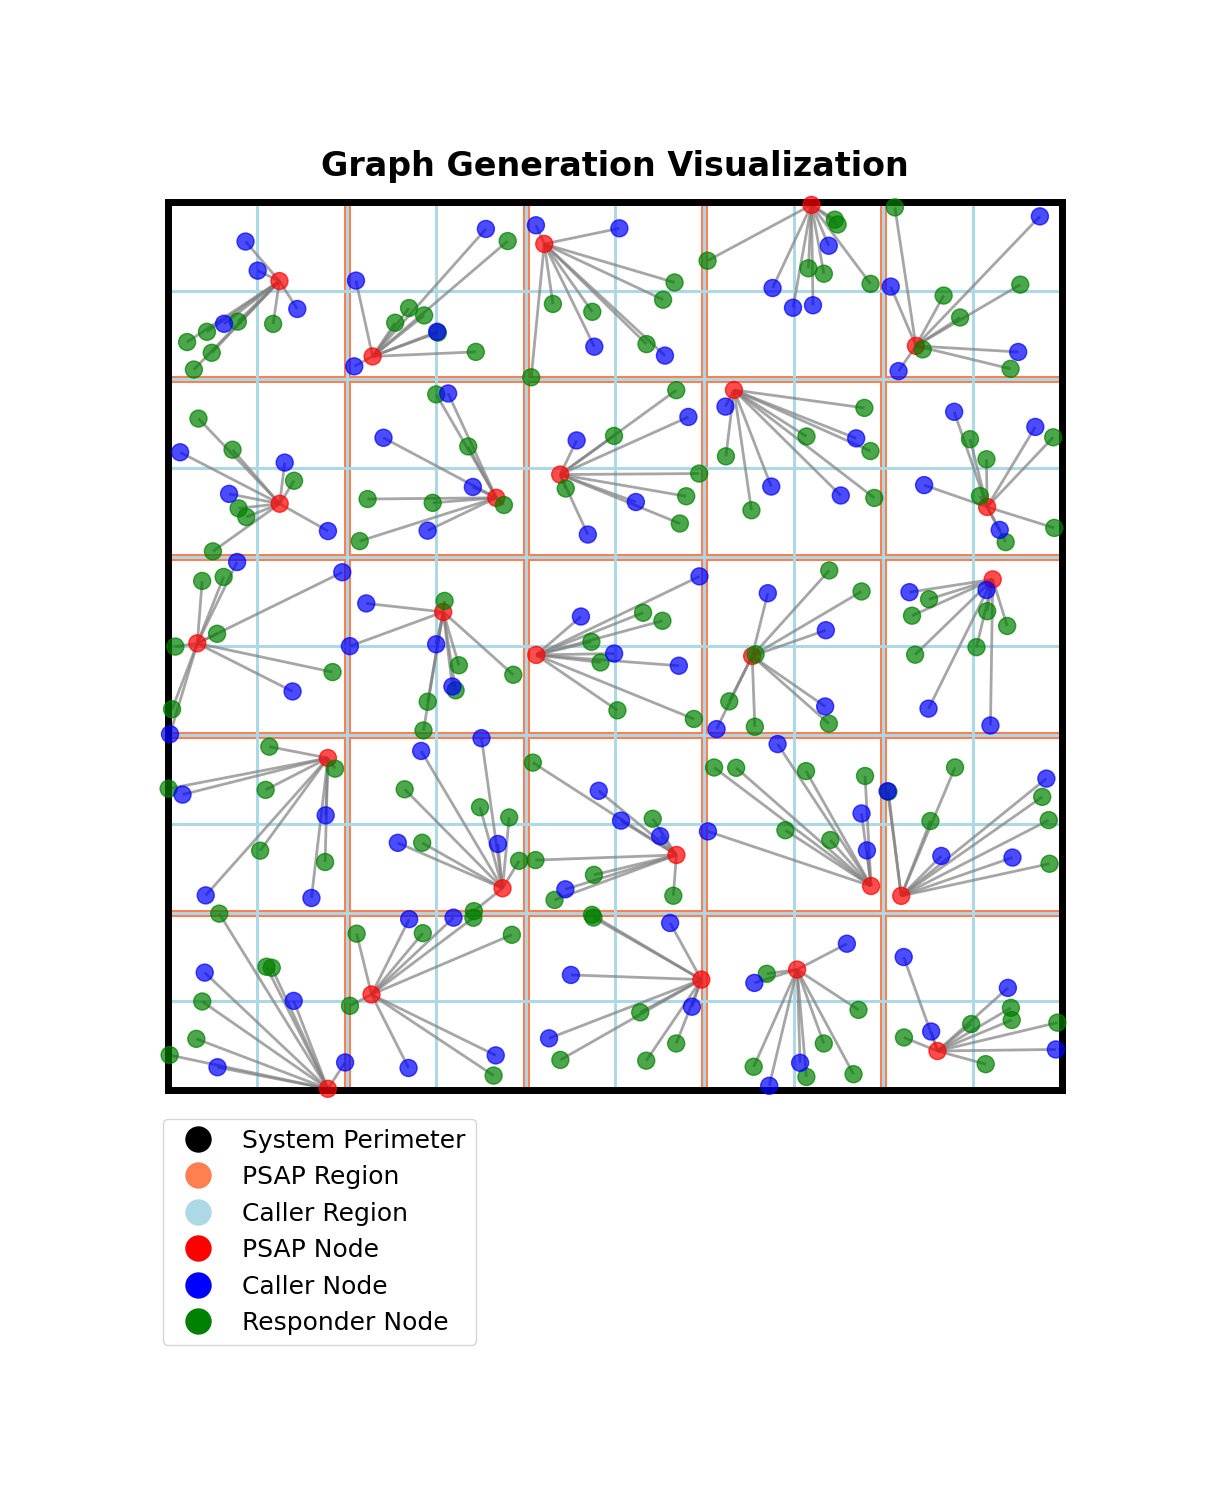 Graph Generation Visualization
System Perimeter
PSAP Region
Caller Region
PSAP Node
Caller Node
Responder Node